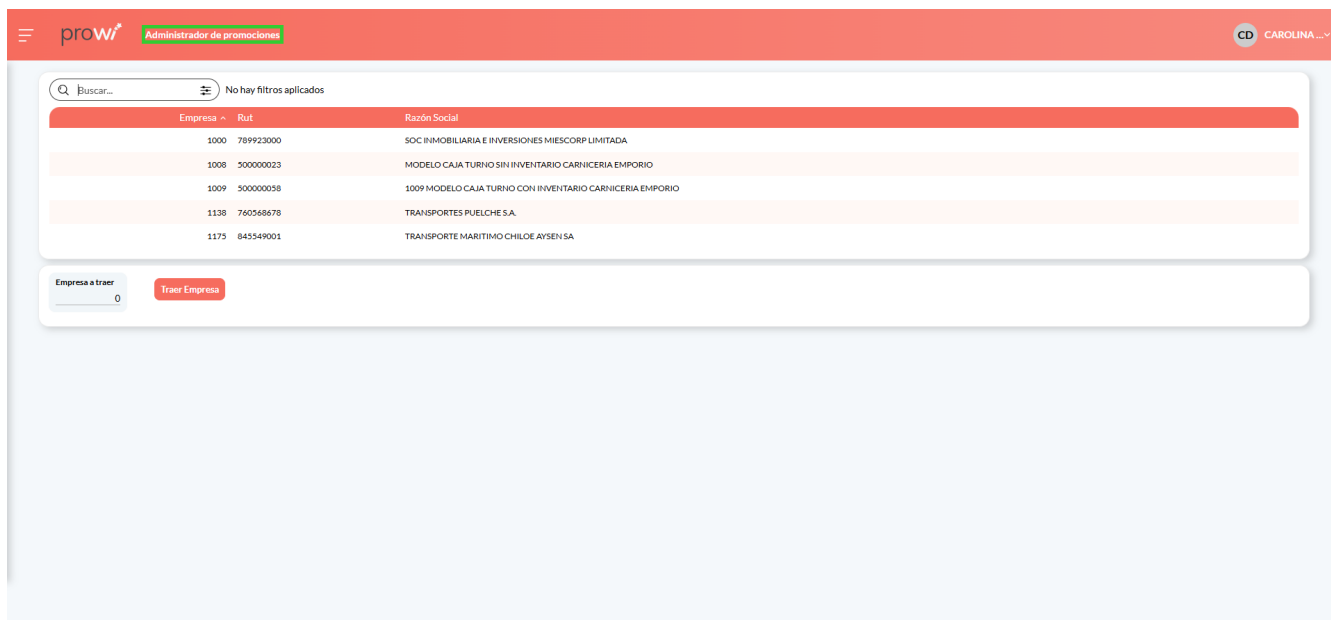 prowi Administrador de promociones CD CAROLINA ...
Buscar... No hay filtros aplicados
Empresa Rut Razón Social
1000 789923000 SOC INMOBILIARIA E INVERSIONES MIESCORP LIMITADA
1008 500000023 MODELO CAJA TURNO SIN INVENTARIO CARNICERIA EMPORIO
1009 500000058 1009 MODELO CAJA TURNO CON INVENTARIO CARNICERIA EMPORIO
1138 760568678 TRANSPORTES PUELCHE S.A.
1175 845549001 TRANSPORTE MARITIMO CHILOE AYSEN SA
Empresa a traer
0 Traer Empresa